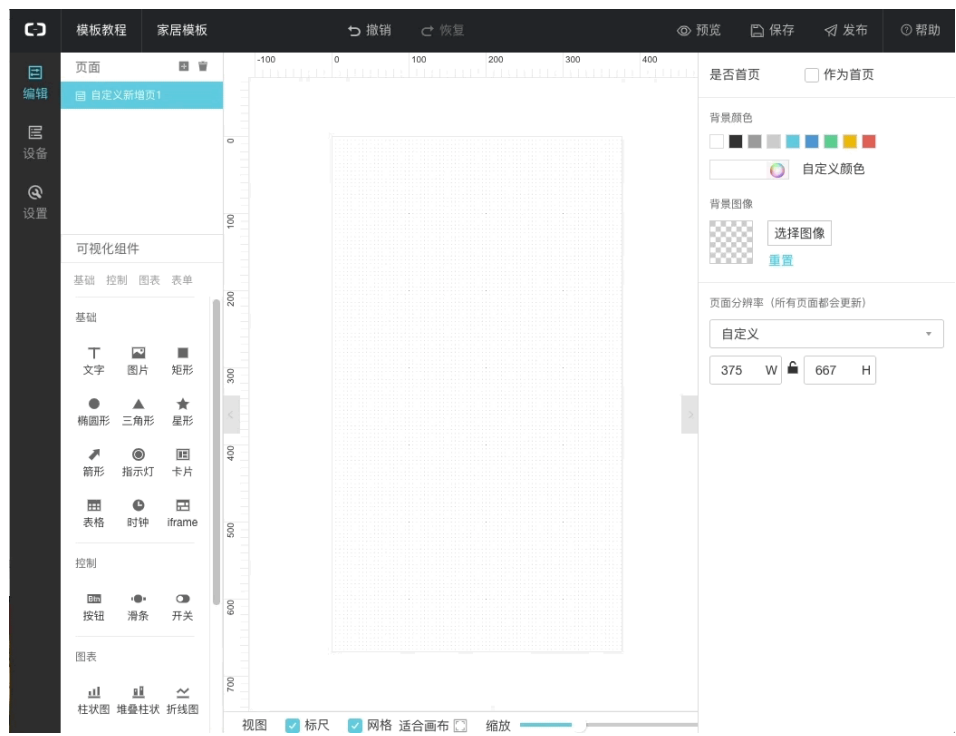 模板教程 家居模板 撤销 恢复 预览 保存 发布 帮助
编辑
设备
设置
页面
自定义新增页1
可视化组件
基础 控制 图表 表单
基础
文字 图片 矩形
椭圆形 三角形 星形
箭形 指示灯 卡片
表格 时钟 iframe
控制
Btn
按钮 滑条 开关
图表
柱状图 堆叠柱状 折线图
-100 0 100 200 300 400
0
100
200
300
400
500
600
700
视图 标尺 网格 适合画布 缩放
是否首页 作为首页
背景颜色
自定义颜色
背景图像
选择图像
重置
页面分辨率（所有页面都会更新）
自定义
375 W 667 H